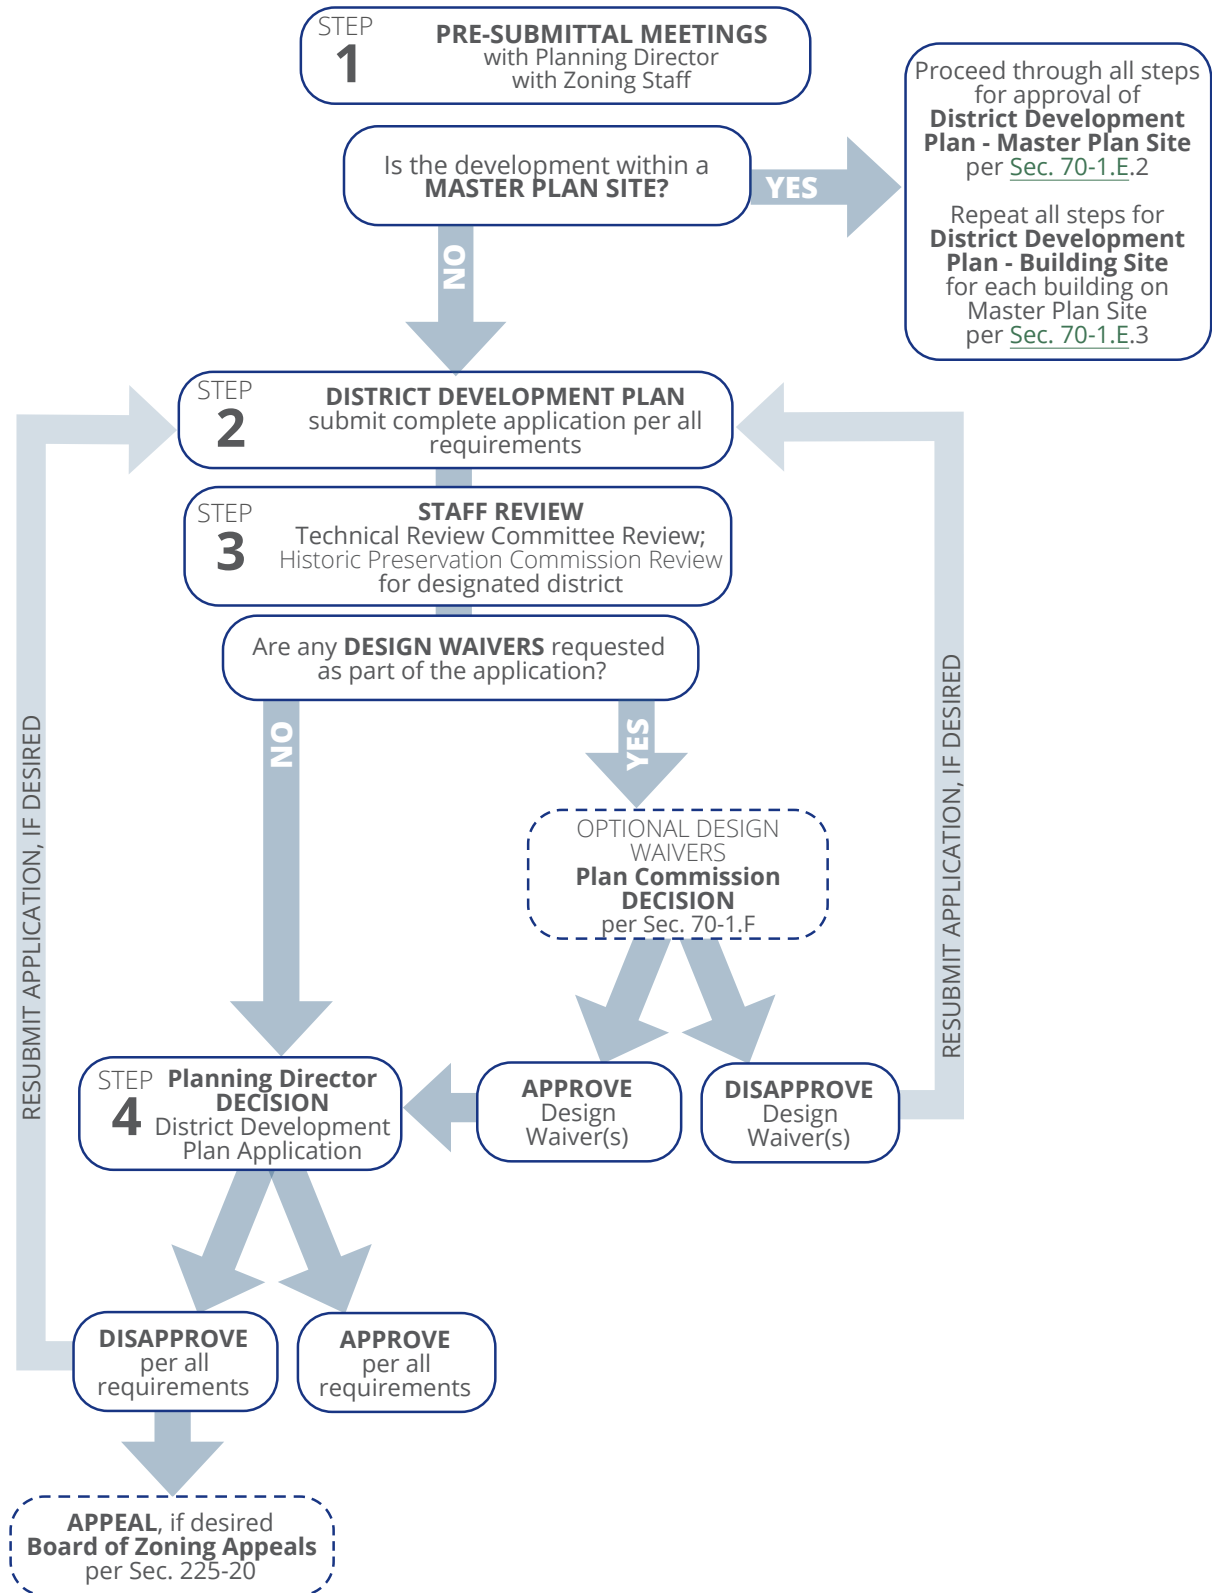 STEP
1
PRE-SUBMITTAL MEETINGS
with Planning Director
with Zoning Staff
Is the development within a
MASTER PLAN SITE?
YES
Proceed through all steps
for approval of
District Development
Plan - Master Plan Site
per Sec. 70-1.E.2
Repeat all steps for
District Development
Plan - Building Site
for each building on
Master Plan Site
per Sec. 70-1.E.3
NO
STEP
2
DISTRICT DEVELOPMENT PLAN
submit complete application per all
requirements
STEP
3
STAFF REVIEW
Technical Review Committee Review;
Historic Preservation Commission Review
for designated district
Are any DESIGN WAIVERS requested
as part of the application?
NO
YES
OPTIONAL DESIGN
WAIVERS
Plan Commission
DECISION
per Sec. 70-1.F
APPROVE
Design
Waiver(s)
DISAPPROVE
Design
Waiver(s)
RESUBMIT APPLICATION, IF DESIRED
STEP
4
Planning Director
DECISION
District Development
Plan Application
DISAPPROVE
per all
requirements
APPROVE
per all
requirements
RESUBMIT APPLICATION, IF DESIRED
APPEAL, if desired
Board of Zoning Appeals
per Sec. 225-20